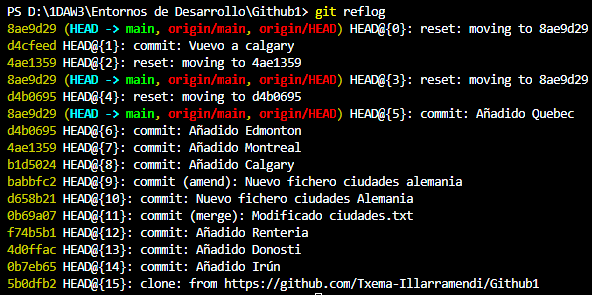 PS D:\1DAW3\Entornos de Desarrollo\Github1> git reflog
8ae9d29 (HEAD -> main, origin/main, origin/HEAD) HEAD@{0}: reset: moving to 8ae9d29
d4cfeed HEAD@{1}: commit: Vuevo a calgary
4ae1359 HEAD@{2}: reset: moving to 4ae1359
8ae9d29 (HEAD -> main, origin/main, origin/HEAD) HEAD@{3}: reset: moving to 8ae9d29
d4b0695 HEAD@{4}: reset: moving to d4b0695
8ae9d29 (HEAD -> main, origin/main, origin/HEAD) HEAD@{5}: commit: Añadido Quebec
d4b0695 HEAD@{6}: commit: Añadido Edmonton
4ae1359 HEAD@{7}: commit: Añadido Montreal
b1d5024 HEAD@{8}: commit: Añadido Calgary
babbfc2 HEAD@{9}: commit (amend): Nuevo fichero ciudades alemania
d658b21 HEAD@{10}: commit: Nuevo fichero ciudades Alemania
0b69a07 HEAD@{11}: commit (merge): Modificado ciudades.txt
f74b5b1 HEAD@{12}: commit: Añadido Renteria
4d0ffac HEAD@{13}: commit: Añadido Donosti
0b7eb65 HEAD@{14}: commit: Añadido Irún
5b0dfb2 HEAD@{15}: clone: from https://github.com/Txema-Illarramendi/Github1